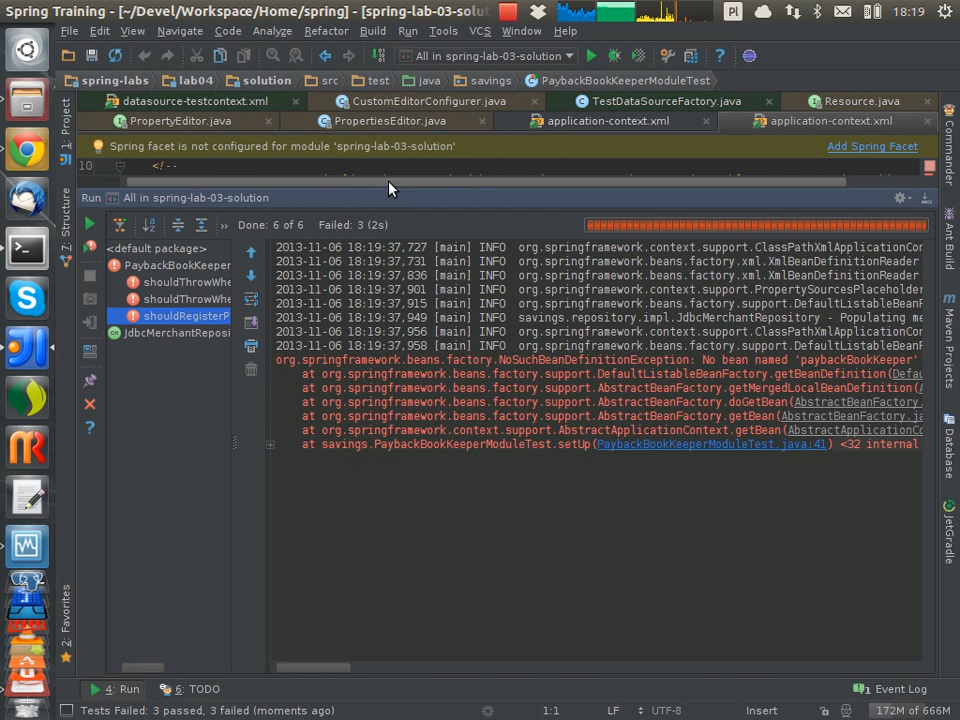 Spring Training - [~/Devel/Workspace/Home/spring] - [spring-lab-03-solut
Pl
18:19
File Edit View Navigate Code Analyze Refactor Build Run Tools VCS Window Help
All in spring-lab-03-solution
spring-labs lab04 solution src test java savings PaybackBookKeeperModuleTest
datasource-testcontext.xml CustomEditorConfigurer.java TestDataSourceFactory.java Resource.java
PropertyEditor.java PropertiesEditor.java application-context.xml application-context.xml
Spring facet is not configured for module 'spring-lab-03-solution' Add Spring Facet
10 <!--
Run All in spring-lab-03-solution
» Done: 6 of 6 Failed: 3 (2s)
<default package>
PaybackBookKeeper
shouldThrowWhe
shouldThrowWhe
shouldRegisterP
JdbcMerchantReposi
2013-11-06 18:19:37,727 [main] INFO org.springframework.context.support.ClassPathXmlApplicationCon
2013-11-06 18:19:37,731 [main] INFO org.springframework.beans.factory.xml.XmlBeanDefinitionReader
2013-11-06 18:19:37,836 [main] INFO org.springframework.beans.factory.xml.XmlBeanDefinitionReader
2013-11-06 18:19:37,901 [main] INFO org.springframework.context.support.PropertySourcesPlaceholder
2013-11-06 18:19:37,915 [main] INFO org.springframework.beans.factory.support.DefaultListableBeanF
2013-11-06 18:19:37,949 [main] INFO savings.repository.impl.JdbcMerchantRepository - Populating me
2013-11-06 18:19:37,956 [main] INFO org.springframework.context.support.ClassPathXmlApplicationCon
2013-11-06 18:19:37,958 [main] INFO org.springframework.beans.factory.support.DefaultListableBeanF
org.springframework.beans.factory.NoSuchBeanDefinitionException: No bean named 'paybackBookKeeper'
at org.springframework.beans.factory.support.DefaultListableBeanFactory.getBeanDefinition(Defau
at org.springframework.beans.factory.support.AbstractBeanFactory.getMergedLocalBeanDefinition(A
at org.springframework.beans.factory.support.AbstractBeanFactory.doGetBean(AbstractBeanFactory.
at org.springframework.beans.factory.support.AbstractBeanFactory.getBean(AbstractBeanFactory.ja
at org.springframework.context.support.AbstractApplicationContext.getBean(AbstractApplicationCo
at savings.PaybackBookKeeperModuleTest.setUp(PaybackBookKeeperModuleTest.java:41) <32 internal
1: Project
7: Structure
2: Favorites
Commander
Ant Build
Maven Projects
Database
JetGradle
4: Run 6: TODO 1 Event Log
Tests Failed: 3 passed, 3 failed (moments ago) 1:1 LF UTF-8 Insert 172M of 666M